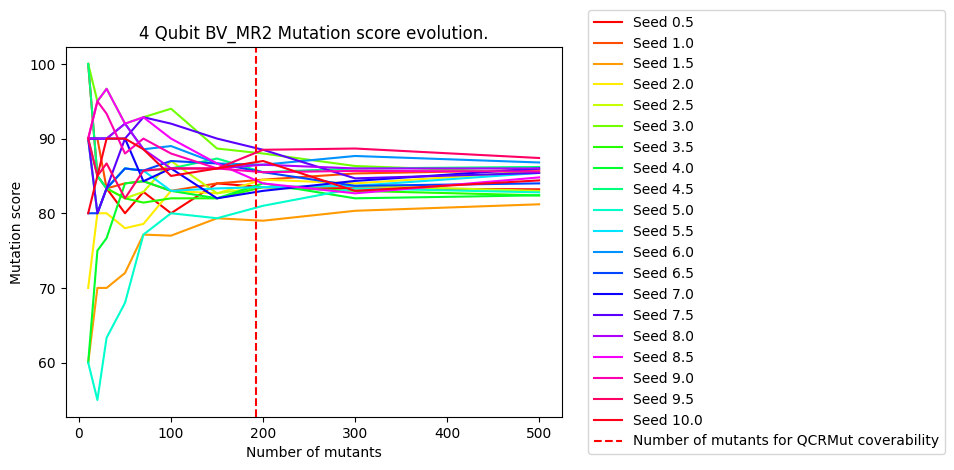 4 Qubit BV_MR2 Mutation score evolution.
Mutation score
100
90
80
70
60
0
100
200
300
400
500
Number of mutants
Seed 0.5
Seed 1.0
Seed 1.5
Seed 2.0
Seed 2.5
Seed 3.0
Seed 3.5
Seed 4.0
Seed 4.5
Seed 5.0
Seed 5.5
Seed 6.0
Seed 6.5
Seed 7.0
Seed 7.5
Seed 8.0
Seed 8.5
Seed 9.0
Seed 9.5
Seed 10.0
Number of mutants for QCRMut coverability